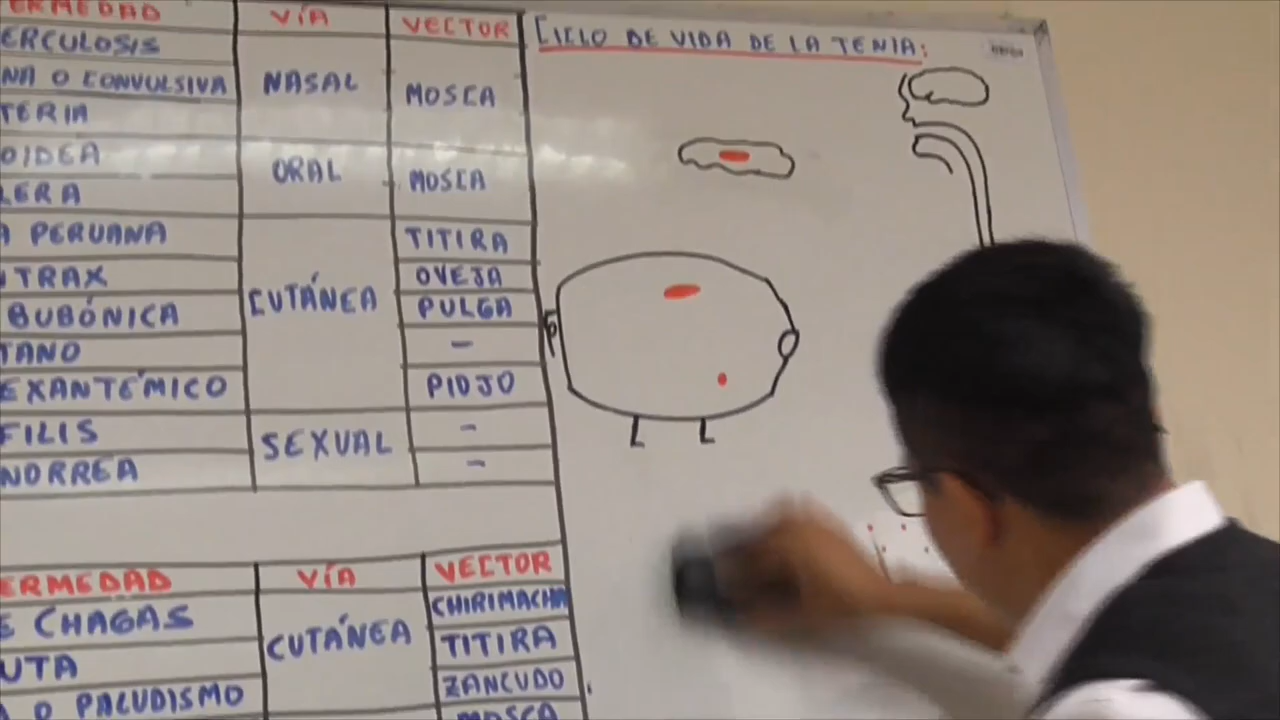 ERMEDAD VÍA VECTOR
ERCULOSIS NASAL MOSCA
NA O CONVULSIVA
TERIA
OIDEA ORAL MOSCA
LERA
A PERUANA CUTÁNEA TITIRA
NTRAX OVEJA
BUBÓNICA PULGA
TANO -
EXANTÉMICO PIOJO
FILIS SEXUAL -
NORREA -
ERMEDAD VÍA VECTOR
E CHAGAS CUTÁNEA CHIRIMACHA
UTA TITIRA
A O PALUDISMO ZANCUDO
MOSCA
CICLO DE VIDA DE LA TENIA: